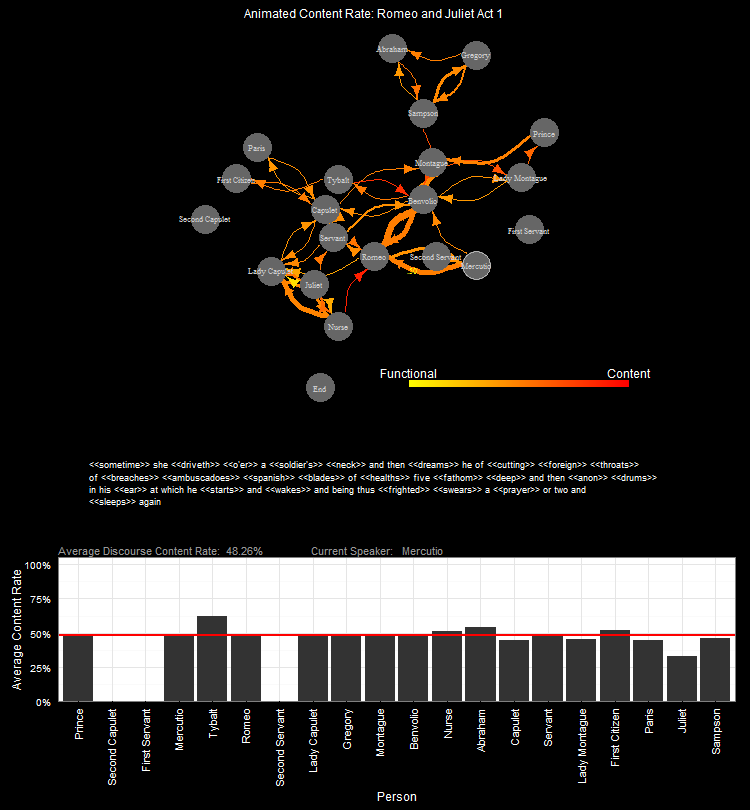 Animated Content Rate: Romeo and Juliet Act 1
Abraham
Gregory
Sampson
Prince
Paris
Montague
First Citizen
Tybalt
Lady Montague
Benvolio
Capulet
Second Capulet
First Servant
Servant
Romeo
Second Servant
Mercutio
Lady Capulet
Juliet
Nurse
End
Functional Content
<<sometime>> she <<driveth>> <<o'er>> a <<soldier's>> <<neck>> and then <<dreams>> he of <<cutting>> <<foreign>> <<throats>>
of <<breaches>> <<ambuscadoes>> <<spanish>> <<blades>> of <<healths>> five <<fathom>> <<deep>> and then <<anon>> <<drums>>
in his <<ear>> at which he <<starts>> and <<wakes>> and being thus <<frighted>> <<swears>> a <<prayer>> or two and
<<sleeps>> again
Average Discourse Content Rate: 48.26% Current Speaker: Mercutio
Average Content Rate
100%
75%
50%
25%
0%
Prince
Second Capulet
First Servant
Mercutio
Tybalt
Romeo
Second Servant
Lady Capulet
Gregory
Montague
Benvolio
Nurse
Abraham
Capulet
Servant
Lady Montague
First Citizen
Paris
Juliet
Sampson
Person